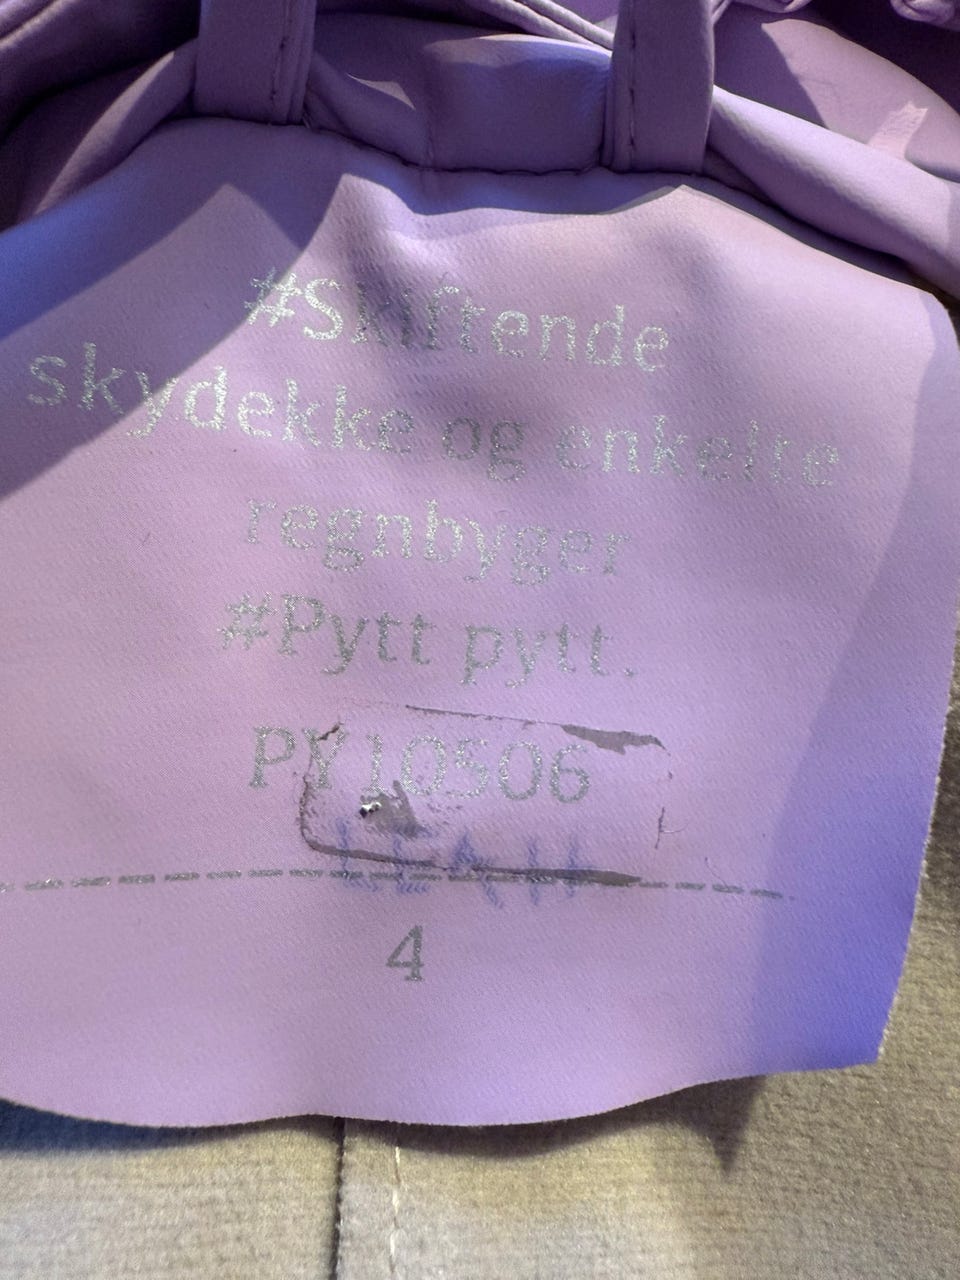 #Skiftende
skydekke og enkelte
regnbyger
#Pytt pytt.
PY10506
4